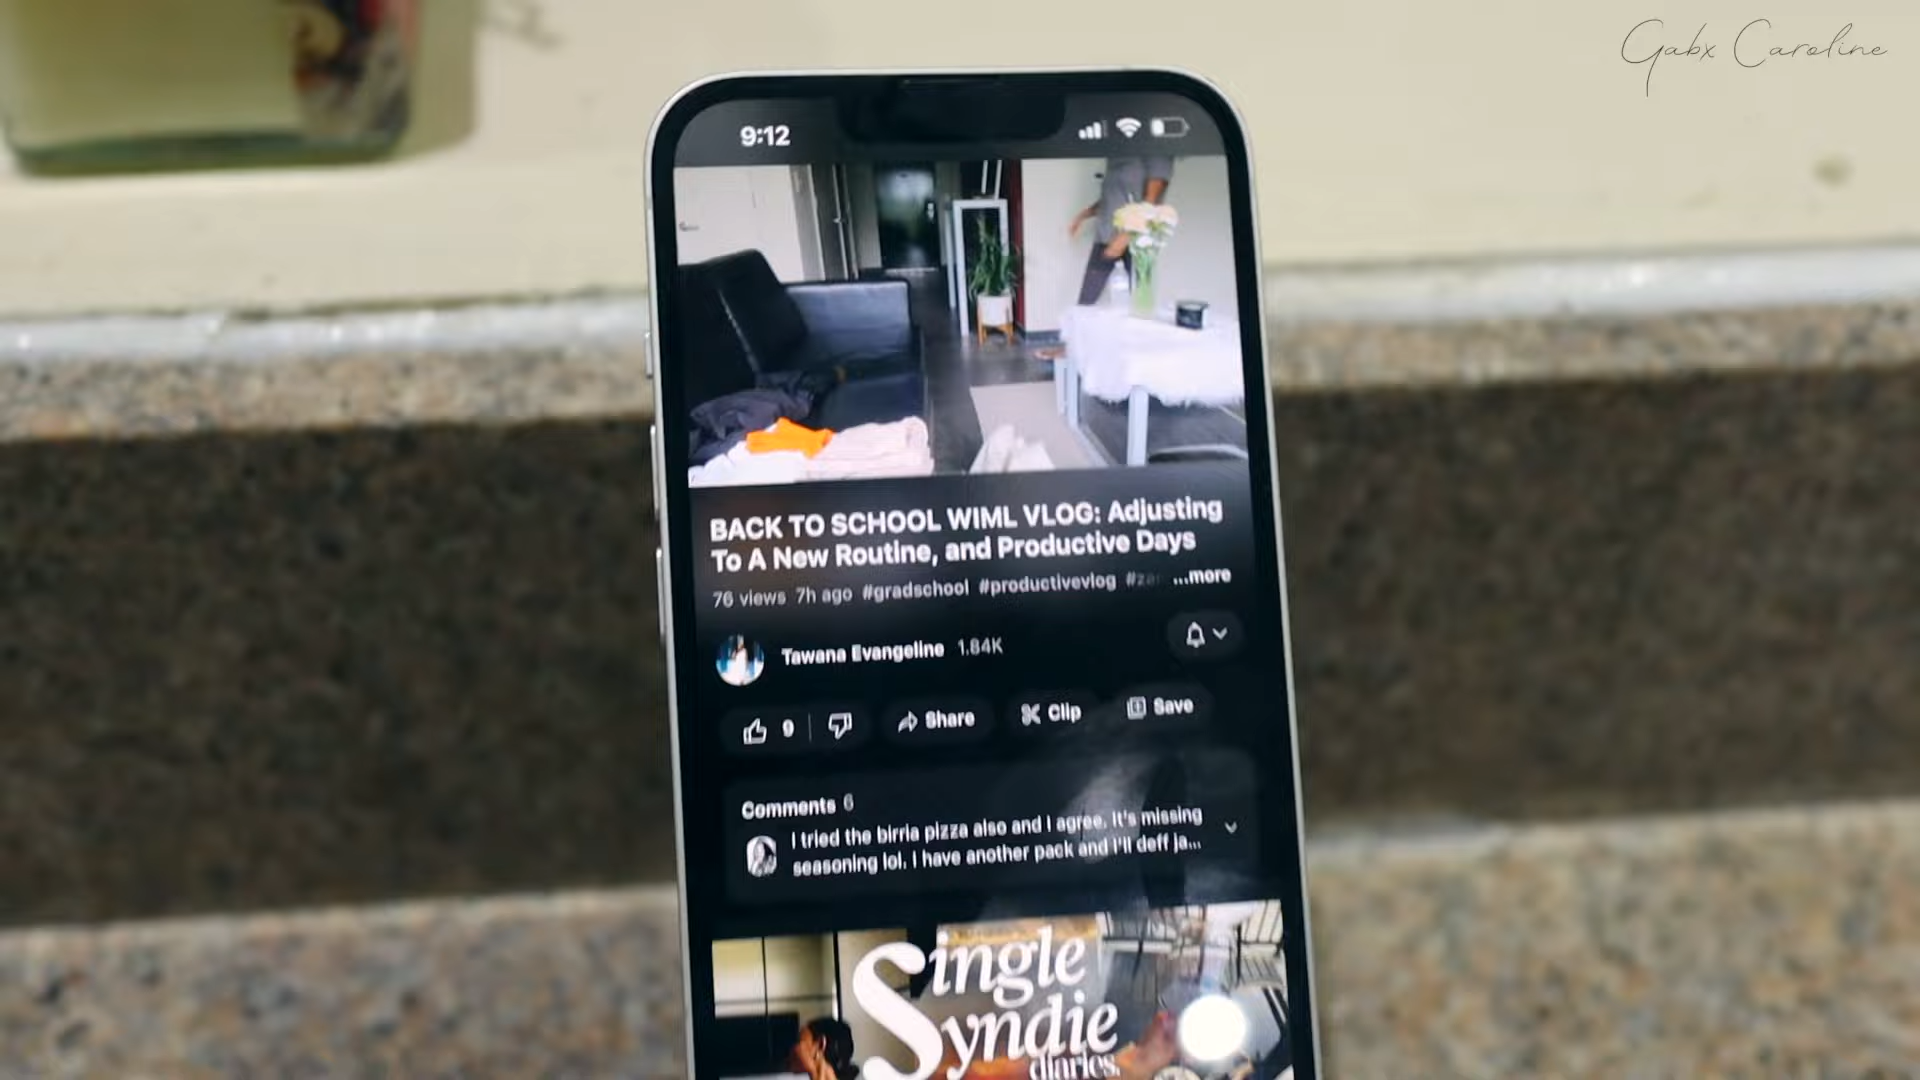 Gabx Caroline
9:12
BACK TO SCHOOL WIML VLOG: Adjusting
To A New Routine, and Productive Days
76 views 7h ago #gradschool #productivevlog #za ...more
Tawana Evangeline 1.84K
9 Share Clip Save
Comments 6
I tried the birria pizza also and I agree. It's missing
seasoning lol. I have another pack and I'll deff ja...
Single
Syndie
diaries.